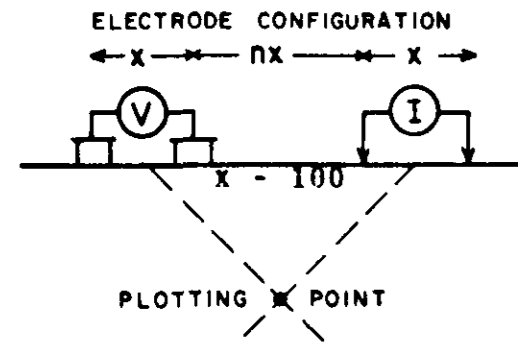 ELECTRODE CONFIGURATION
x nx x
V I
x - 100
PLOTTING POINT